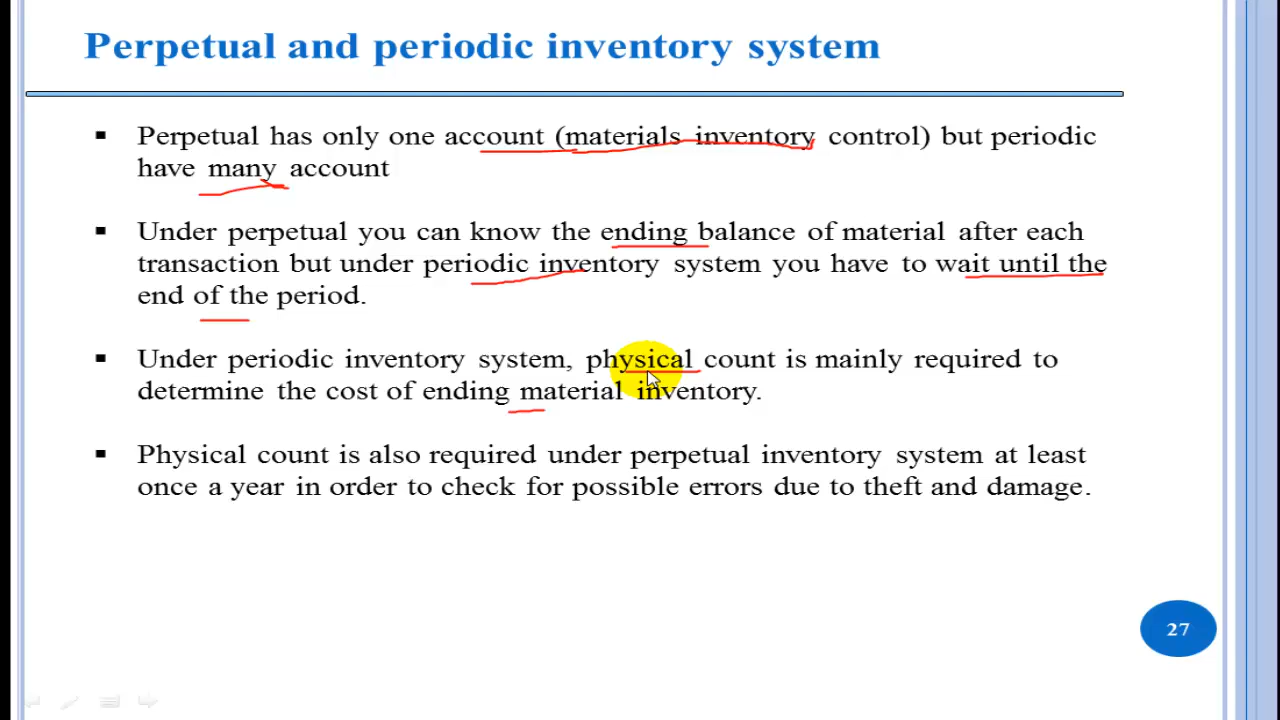 Perpetual and periodic inventory system
▪ Perpetual has only one account (materials inventory control) but periodic
have many account
▪ Under perpetual you can know the ending balance of material after each
transaction but under periodic inventory system you have to wait until the
end of the period.
▪ Under periodic inventory system, physical count is mainly required to
determine the cost of ending material inventory.
▪ Physical count is also required under perpetual inventory system at least
once a year in order to check for possible errors due to theft and damage.
27